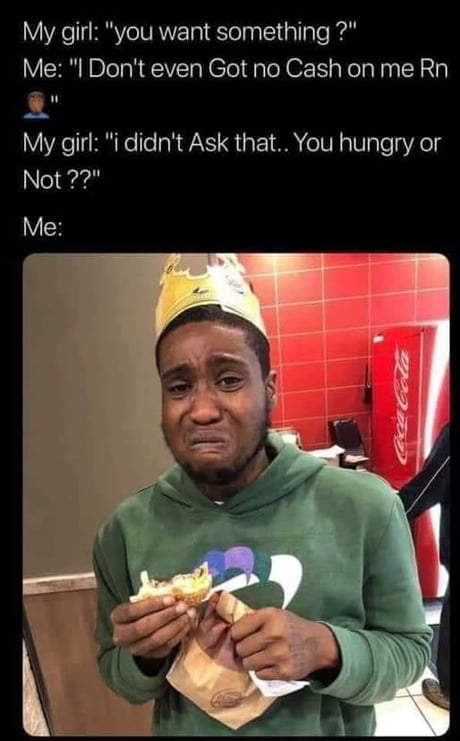 My girl: "you want something ?"
Me: "I Don't even Got no Cash on me Rn
🤦🏾‍♂️"
My girl: "i didn't Ask that.. You hungry or
Not ??"
Me:
Coca-Cola